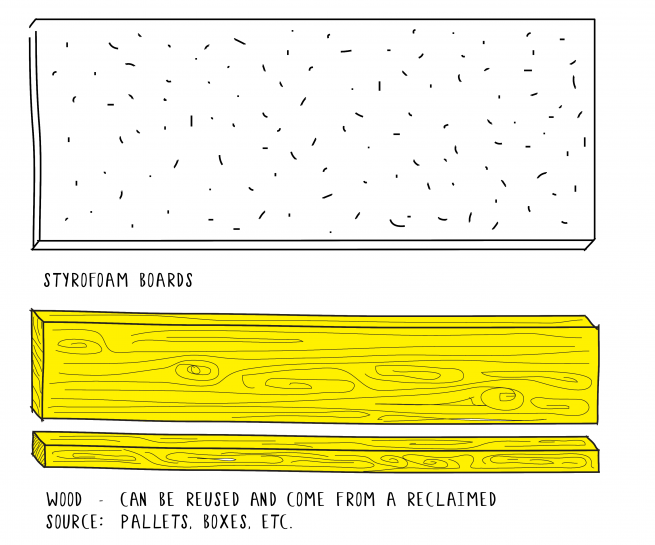 STYROFOAM BOARDS
WOOD - CAN BE REUSED AND COME FROM A RECLAIMED
SOURCE: PALLETS, BOXES, ETC.